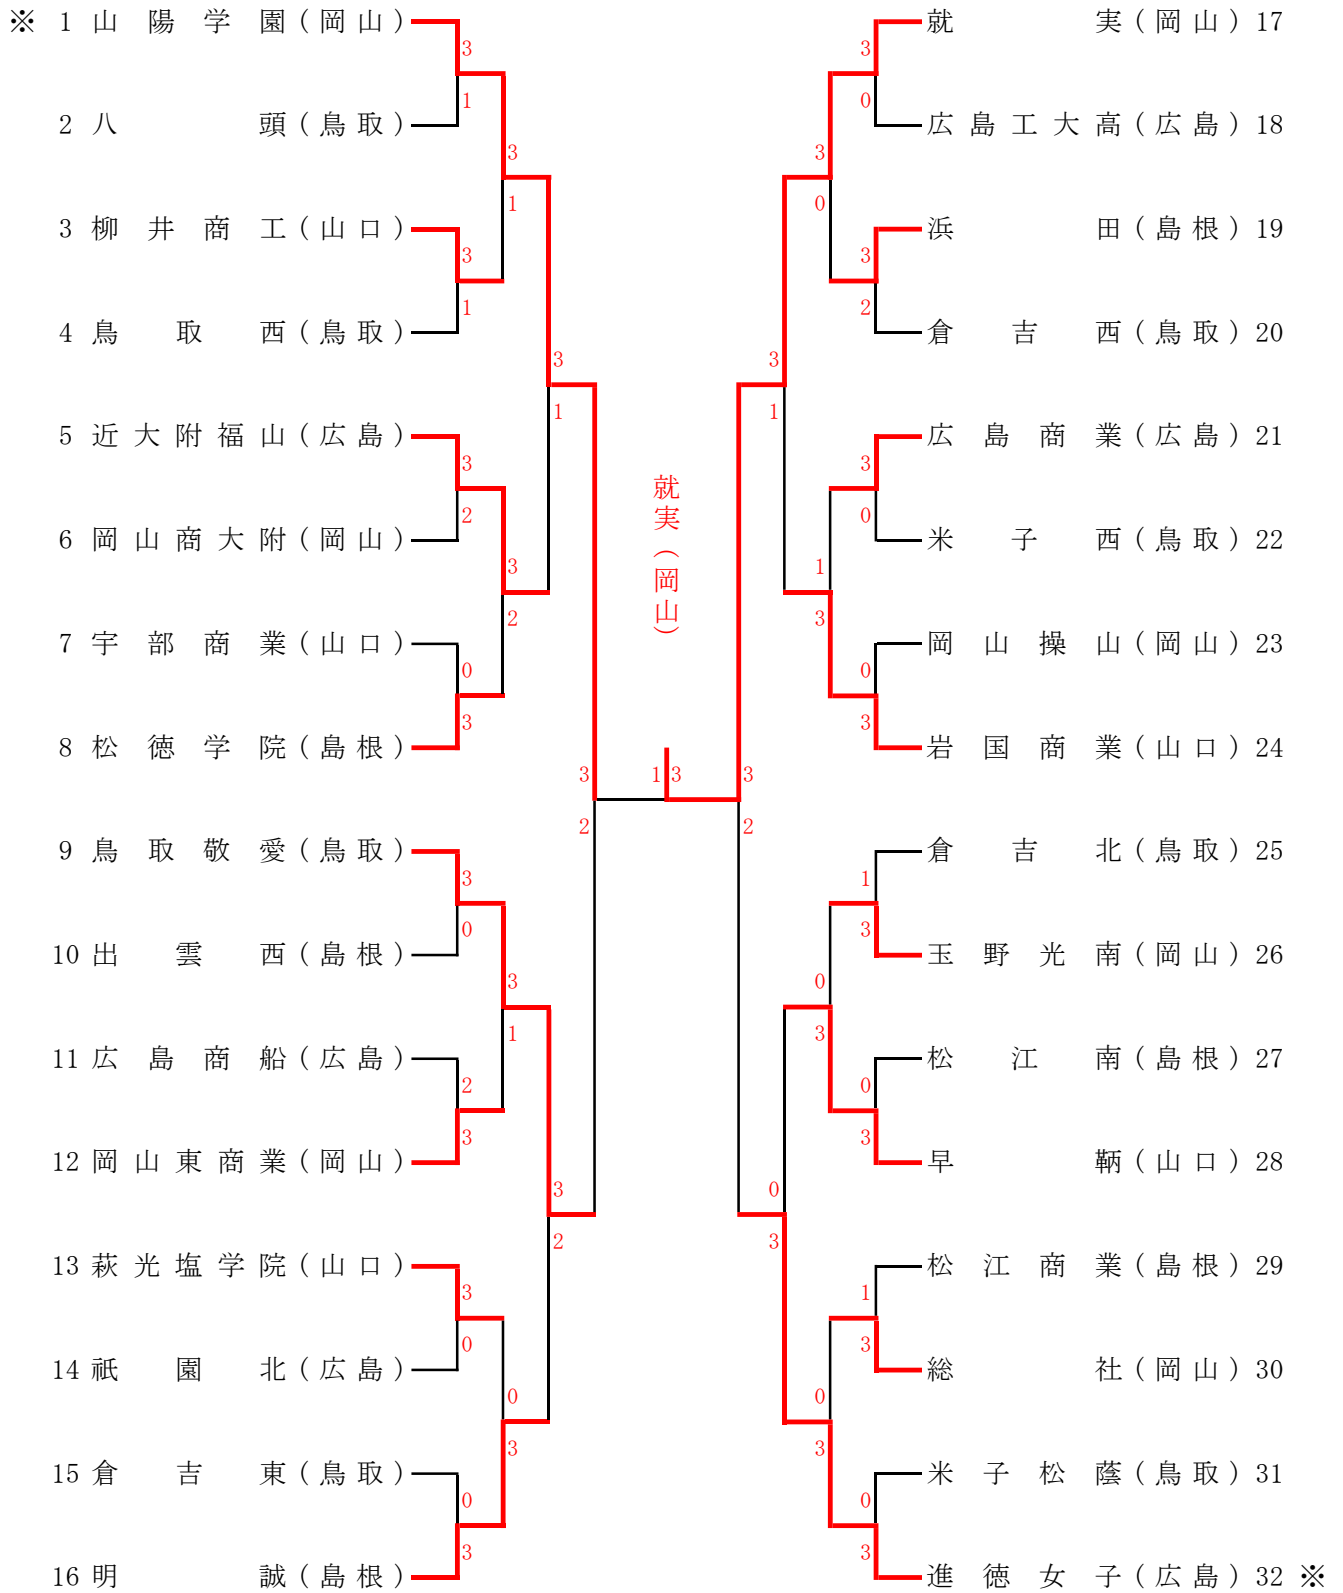 ※ 1 山陽学園(岡山)
3
1
2 八頭(鳥取)
3
1
3 柳井商工(山口)
3
1
4 鳥取西(鳥取)
3
1
5 近大附福山(広島)
3
2
6 岡山商大附(岡山)
3
2
7 宇部商業(山口)
0
3
8 松徳学院(島根)
3
2
9 鳥取敬愛(鳥取)
3
0
10 出雲西(島根)
3
1
11 広島商船(広島)
2
3
12 岡山東商業(岡山)
3
2
13 萩光塩学院(山口)
3
0
14 祇園北(広島)
0
3
15 倉吉東(鳥取)
0
3
16 明誠(島根)
就実(岡山)
1 3
就実(岡山) 17
3
0
広島工大高(広島) 18
3
0
浜田(島根) 19
3
2
倉吉西(鳥取) 20
3
1
広島商業(広島) 21
3
0
米子西(鳥取) 22
1
3
岡山操山(岡山) 23
0
3
岩国商業(山口) 24
3
2
倉吉北(鳥取) 25
1
3
玉野光南(岡山) 26
0
3
松江南(島根) 27
0
3
早鞆(山口) 28
0
3
松江商業(島根) 29
1
3
総社(岡山) 30
0
3
米子松蔭(鳥取) 31
0
3
進徳女子(広島) 32 ※